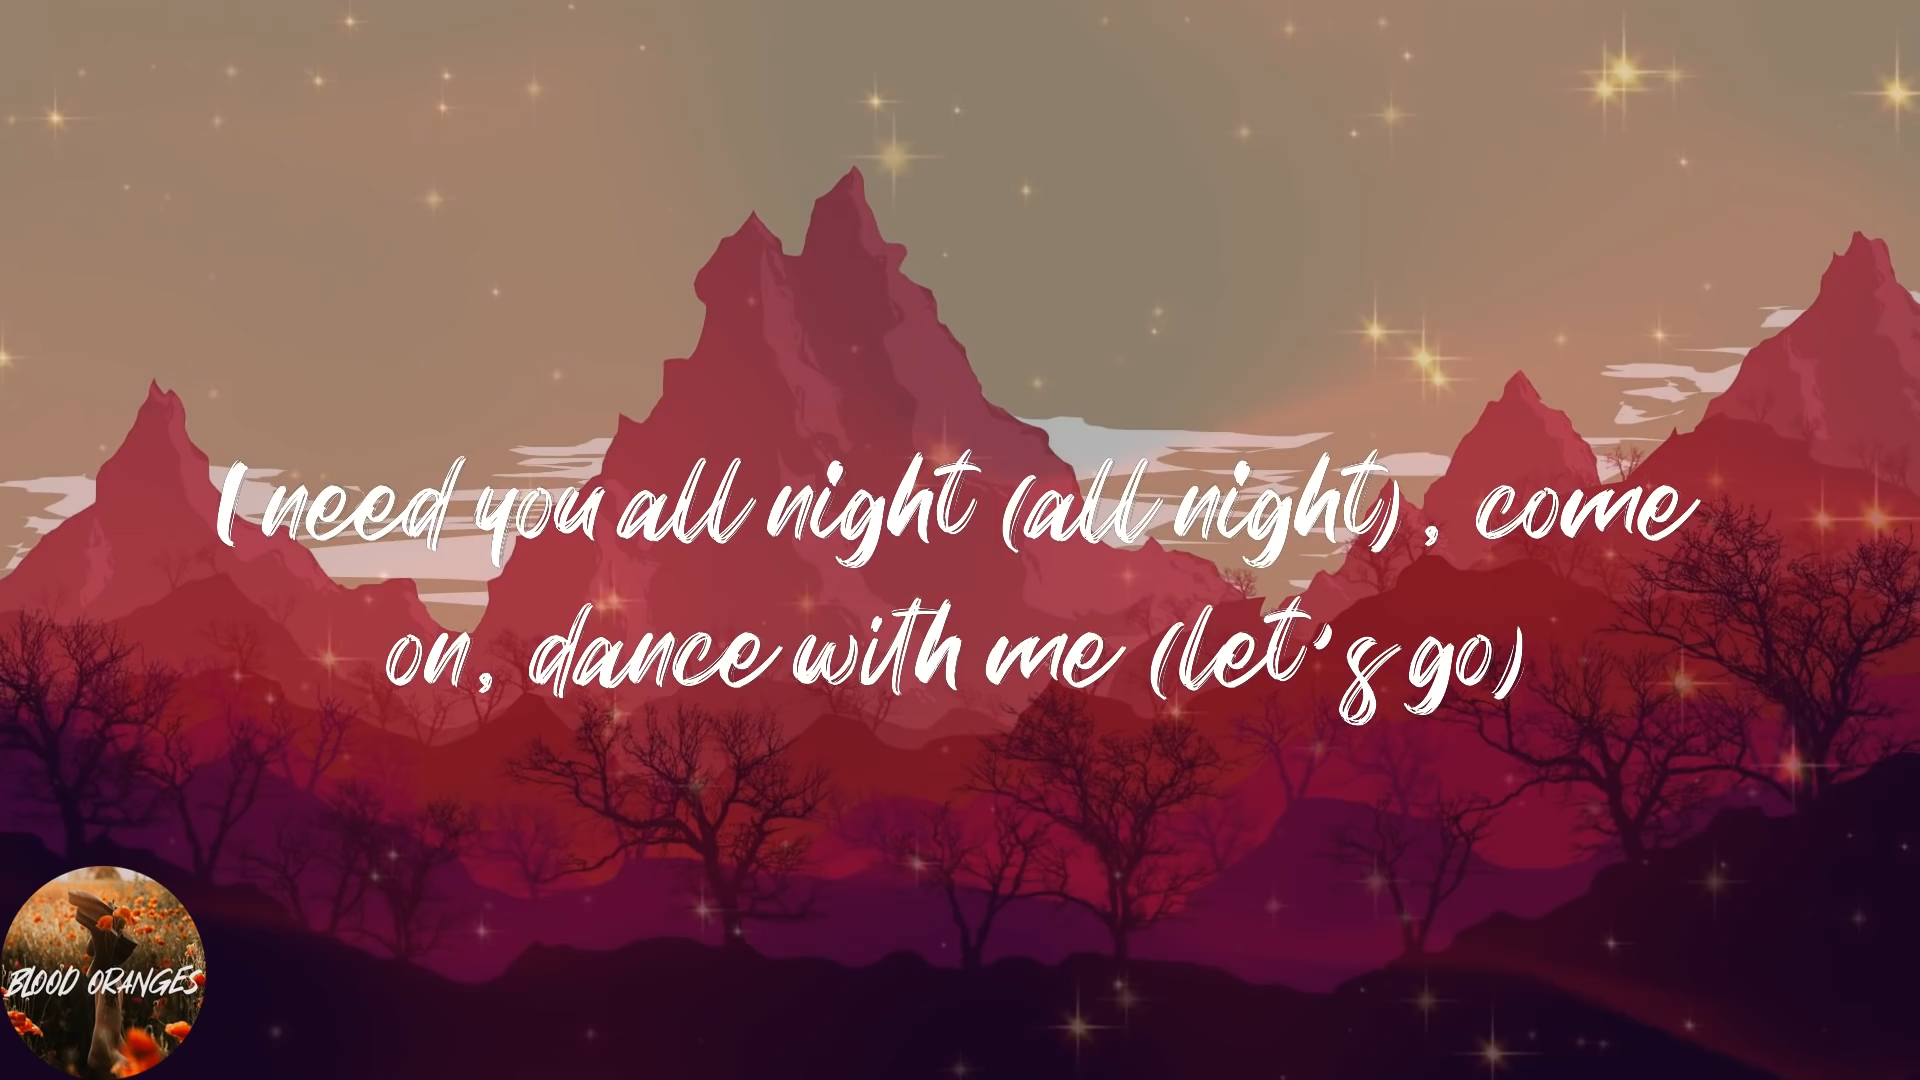 I need you all night (all night), come
on, dance with me (let's go)
BLOOD ORANGES